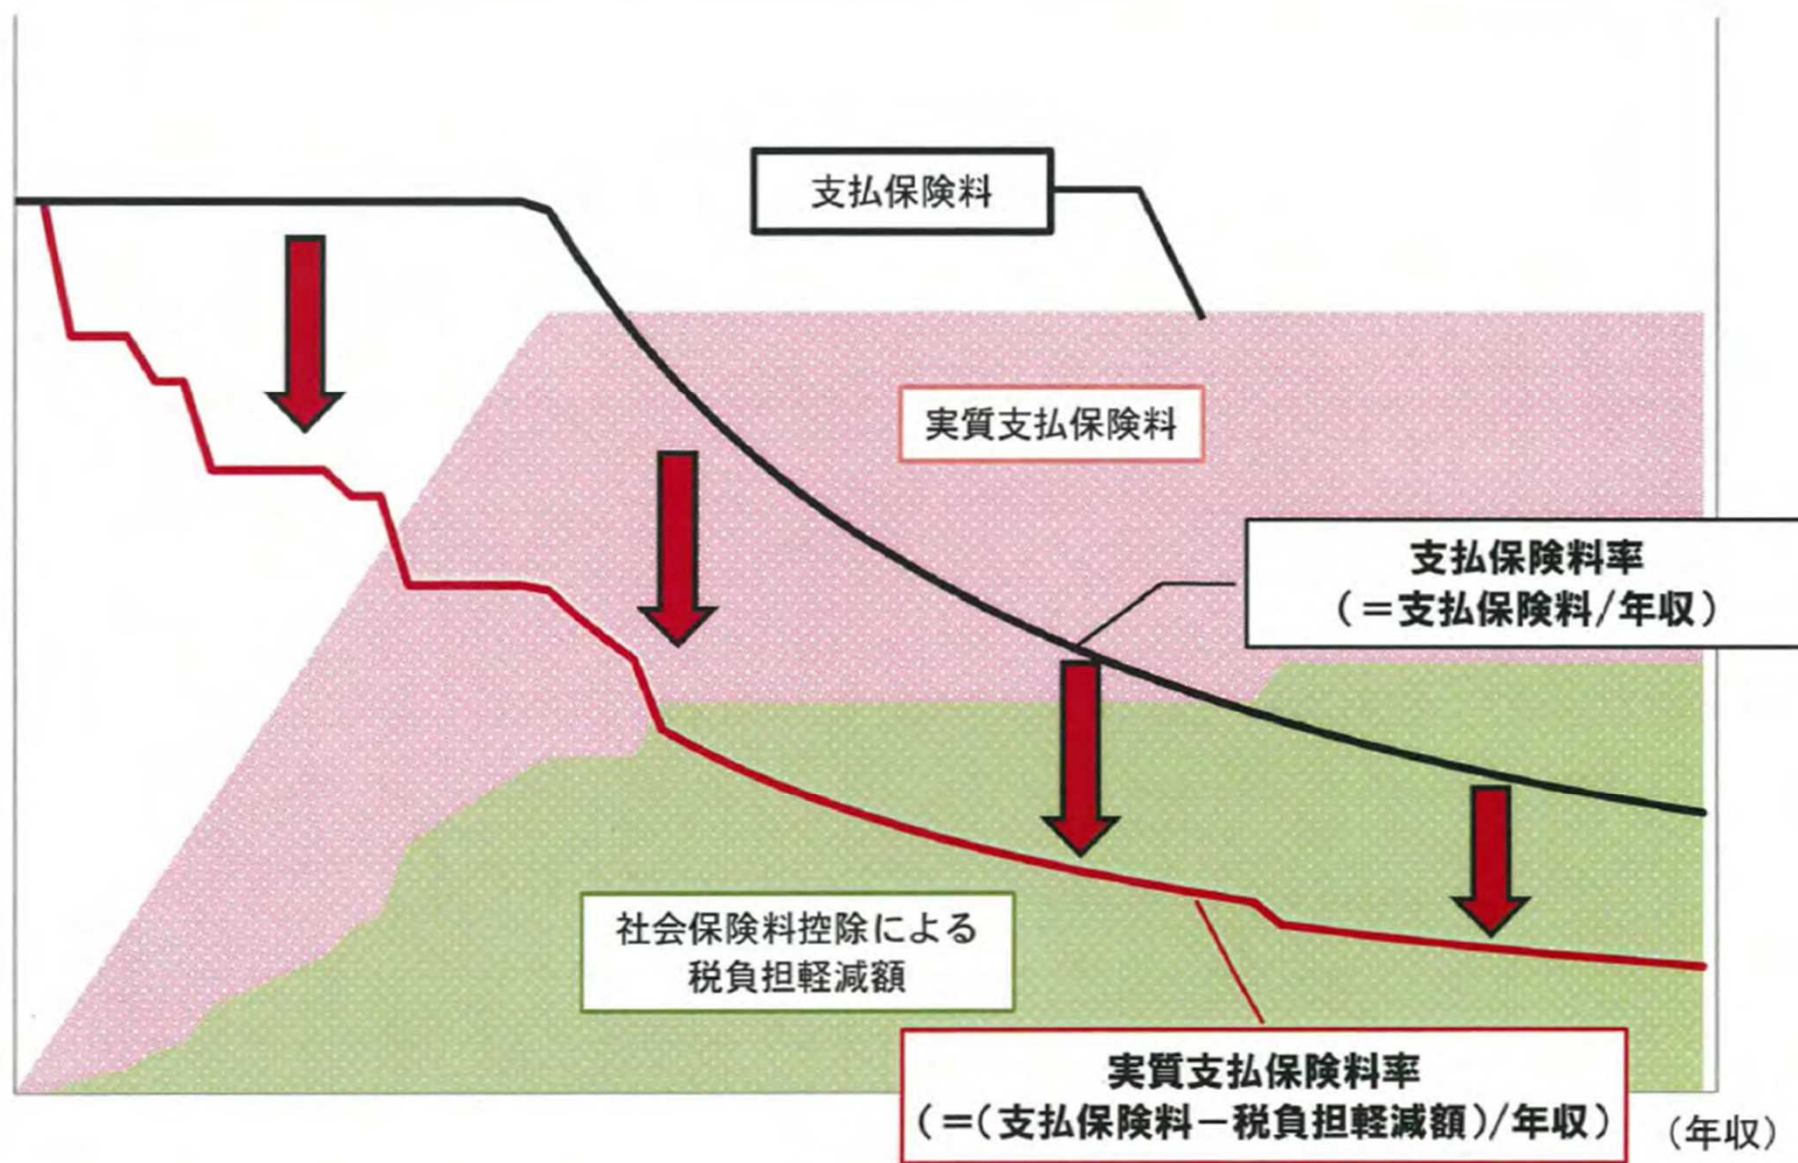 支払保険料
実質支払保険料
支払保険料率
(=支払保険料/年収)
社会保険料控除による
税負担軽減額
実質支払保険料率
(=(支払保険料−税負担軽減額)/年収)
(年収)